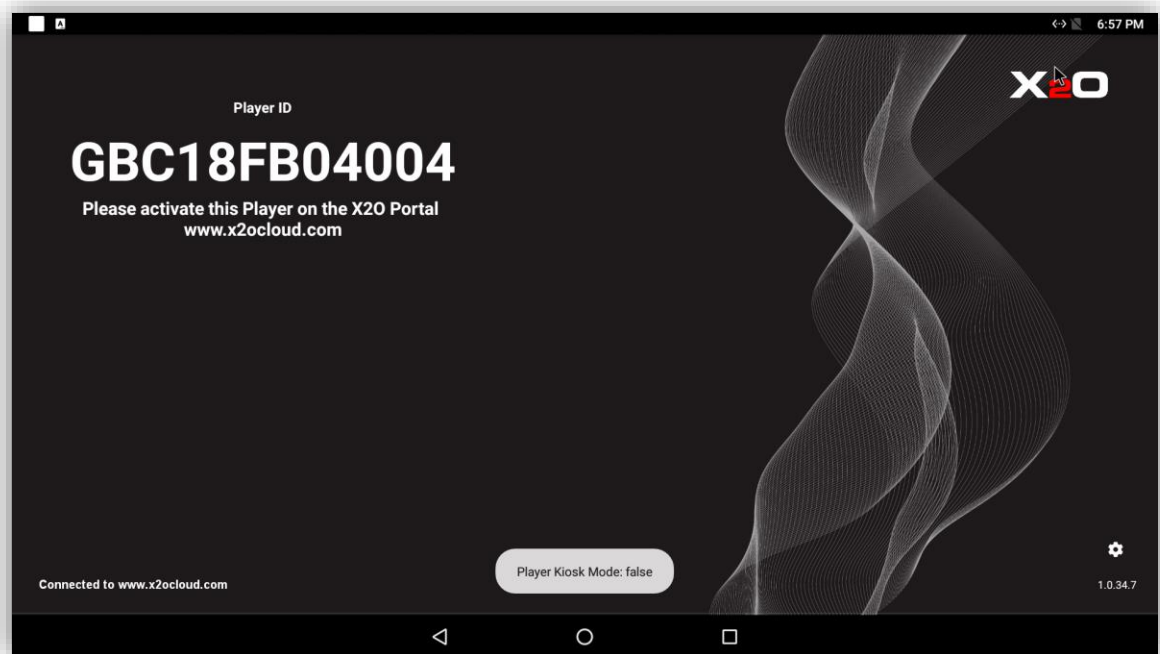 A
6:57 PM
X2O
Player ID
GBC18FB04004
Please activate this Player on the X2O Portal
www.x2ocloud.com
Player Kiosk Mode: false
Connected to www.x2ocloud.com
1.0.34.7